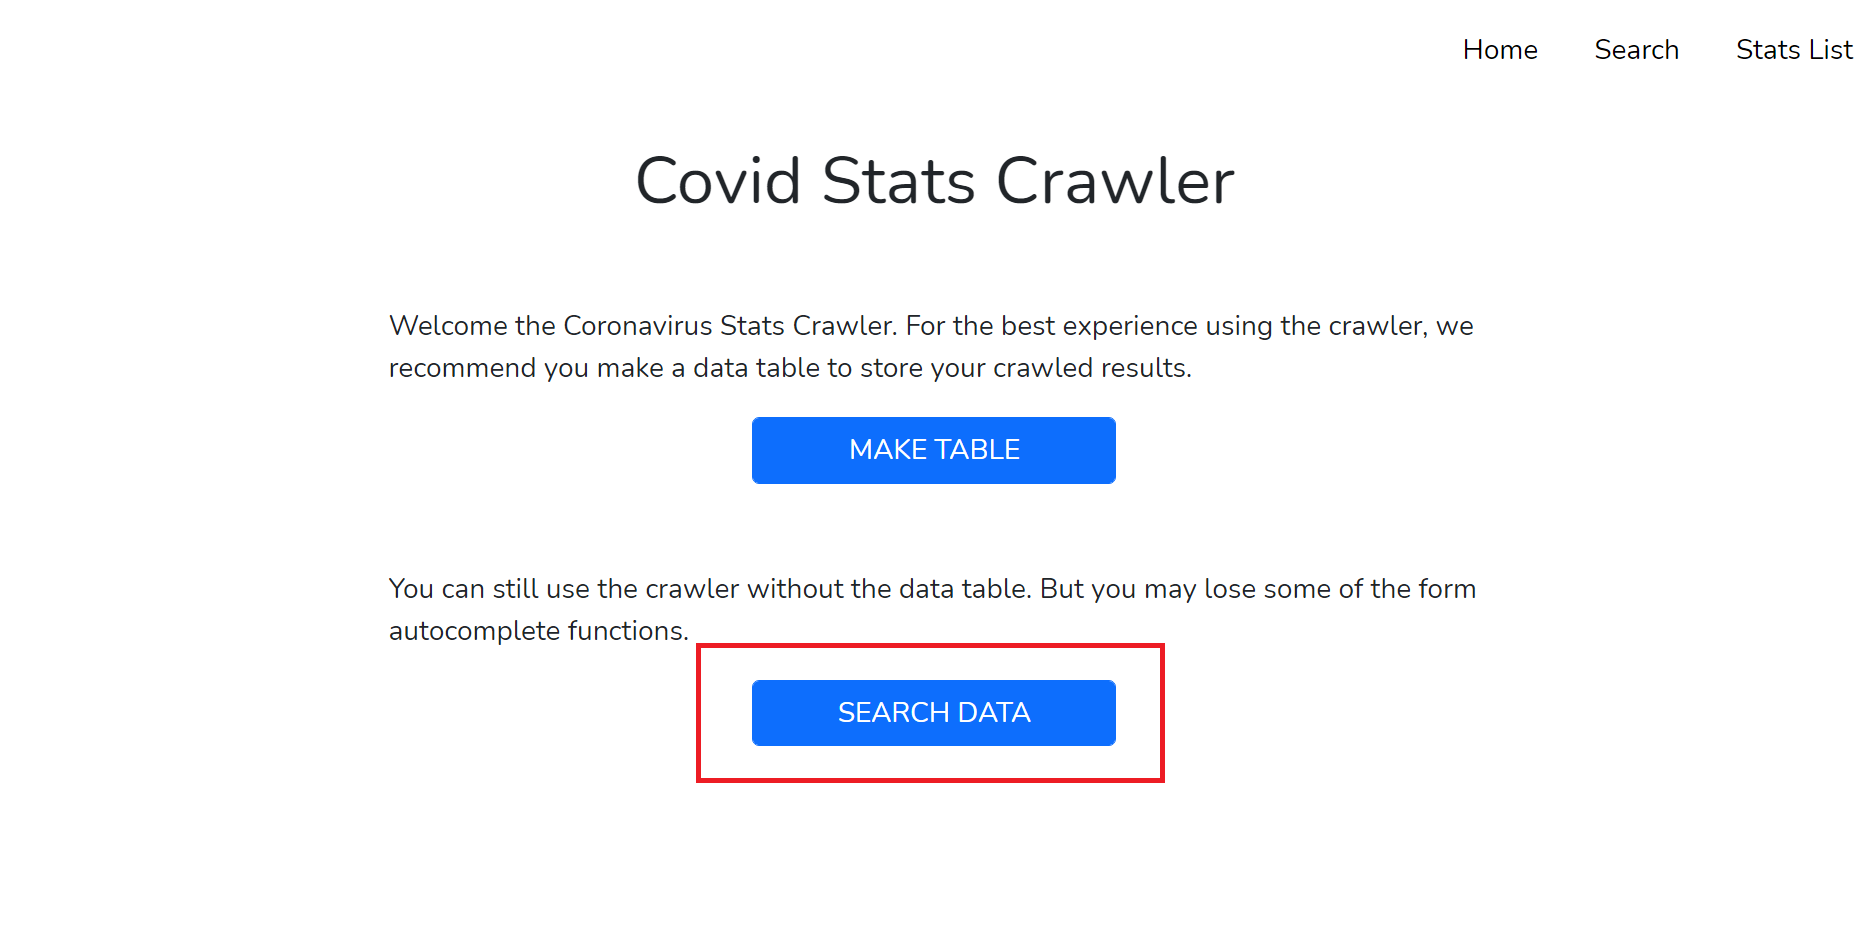 Home Search Stats List
Covid Stats Crawler
Welcome the Coronavirus Stats Crawler. For the best experience using the crawler, we
recommend you make a data table to store your crawled results.
MAKE TABLE
You can still use the crawler without the data table. But you may lose some of the form
autocomplete functions.
SEARCH DATA